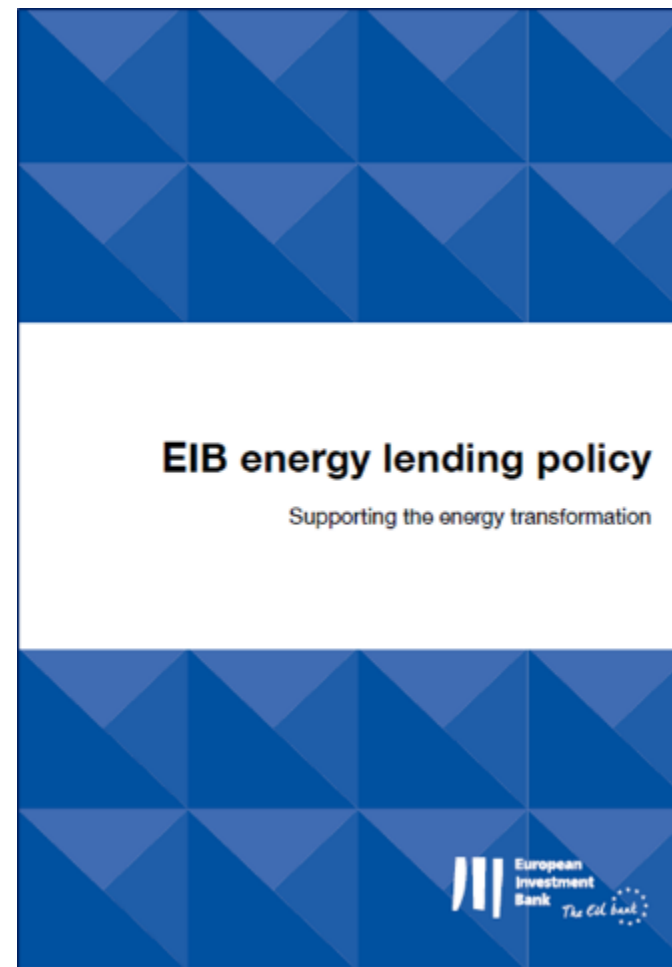 EIB energy lending policy
Supporting the energy transformation
European
Investment
Bank
The EU bank